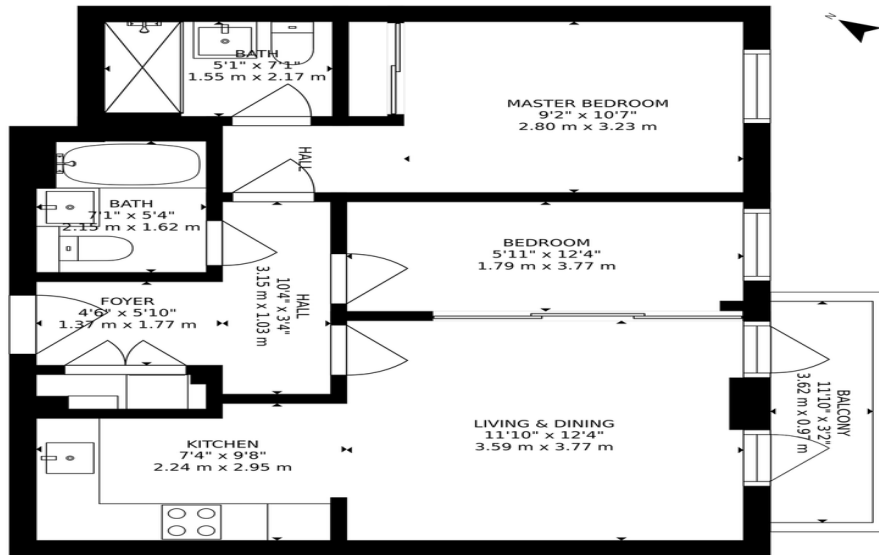 N
BATH
5'1" x 7'1"
1.55 m x 2.17 m
MASTER BEDROOM
9'2" x 10'7"
2.80 m x 3.23 m
HALL
BATH
7'1" x 5'4"
2.15 m x 1.62 m
BEDROOM
5'11" x 12'4"
1.79 m x 3.77 m
HALL
10'4" x 3'4"
3.15 m x 1.03 m
FOYER
4'6" x 5'10"
1.37 m x 1.77 m
BALCONY
11'10" x 3'2"
3.62 m x 0.97 m
LIVING & DINING
11'10" x 12'4"
3.59 m x 3.77 m
KITCHEN
7'4" x 9'8"
2.24 m x 2.95 m